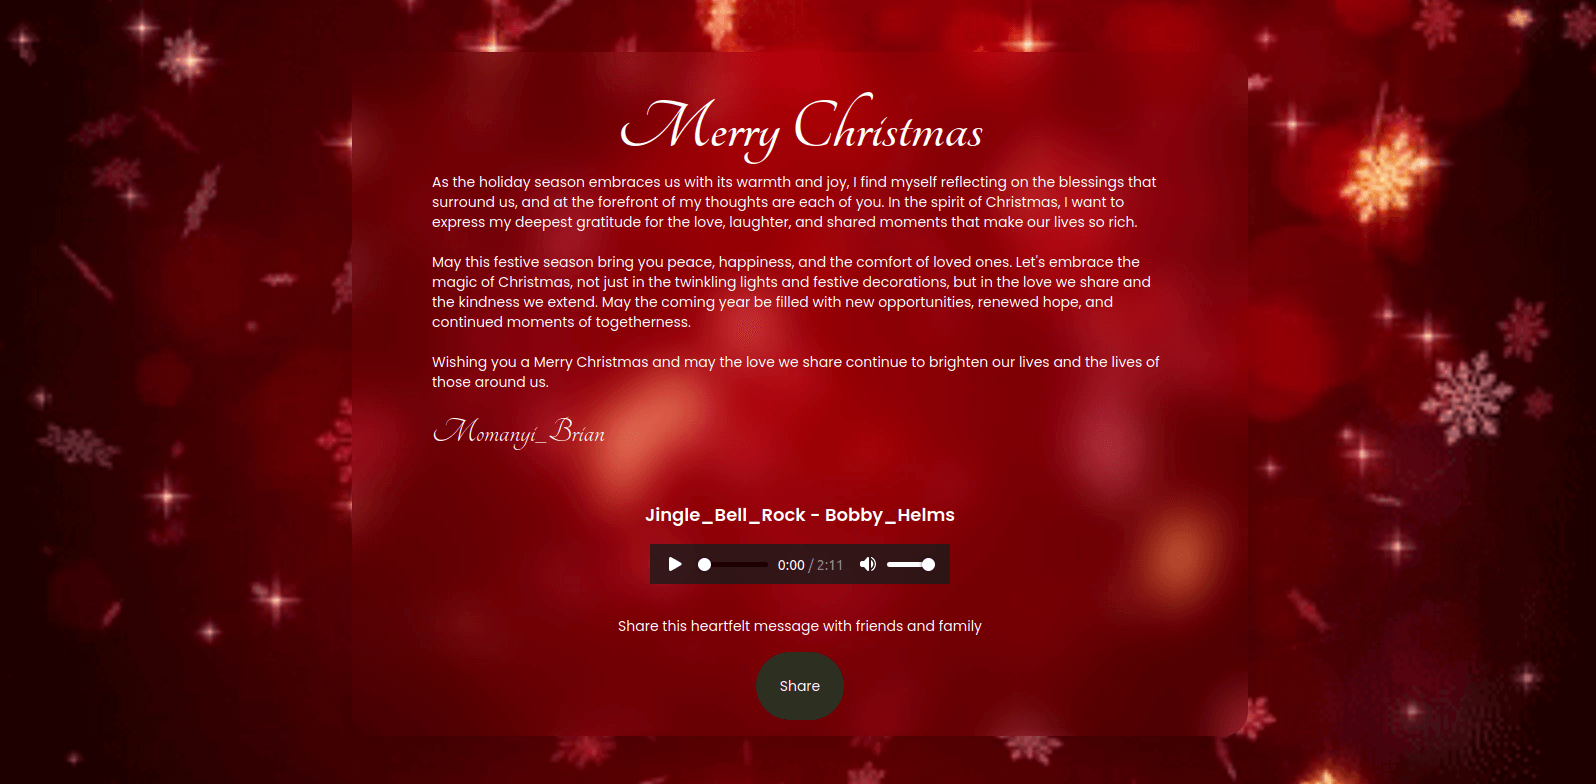 Merry Christmas
As the holiday season embraces us with its warmth and joy, I find myself reflecting on the blessings that
surround us, and at the forefront of my thoughts are each of you. In the spirit of Christmas, I want to
express my deepest gratitude for the love, laughter, and shared moments that make our lives so rich.
May this festive season bring you peace, happiness, and the comfort of loved ones. Let's embrace the
magic of Christmas, not just in the twinkling lights and festive decorations, but in the love we share and
the kindness we extend. May the coming year be filled with new opportunities, renewed hope, and
continued moments of togetherness.
Wishing you a Merry Christmas and may the love we share continue to brighten our lives and the lives of
those around us.
Momanyi_Brian
Jingle_Bell_Rock - Bobby_Helms
0:00 / 2:11
Share this heartfelt message with friends and family
Share